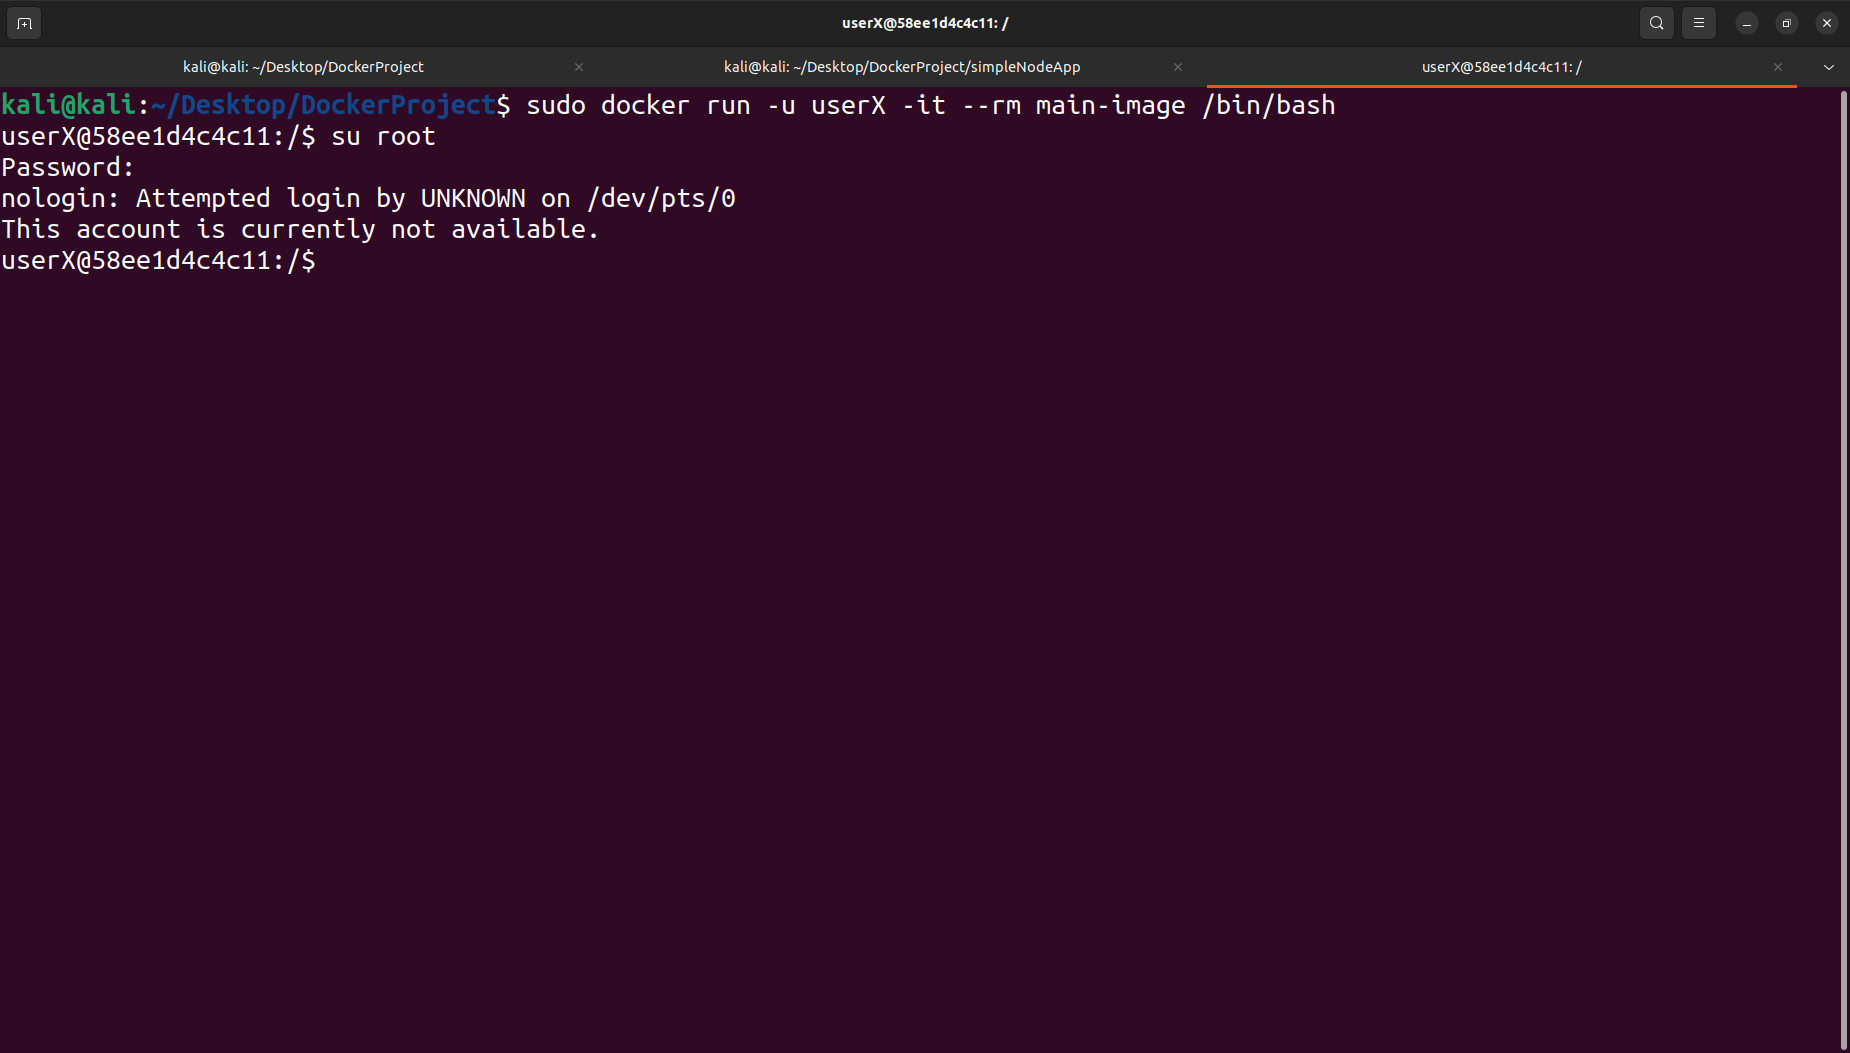 userX@58ee1d4c4c11: /
kali@kali: ~/Desktop/DockerProject
kali@kali: ~/Desktop/DockerProject/simpleNodeApp
userX@58ee1d4c4c11: /
kali@kali:~/Desktop/DockerProject$ sudo docker run -u userX -it --rm main-image /bin/bash
userX@58ee1d4c4c11:/$ su root
Password:
nologin: Attempted login by UNKNOWN on /dev/pts/0
This account is currently not available.
userX@58ee1d4c4c11:/$